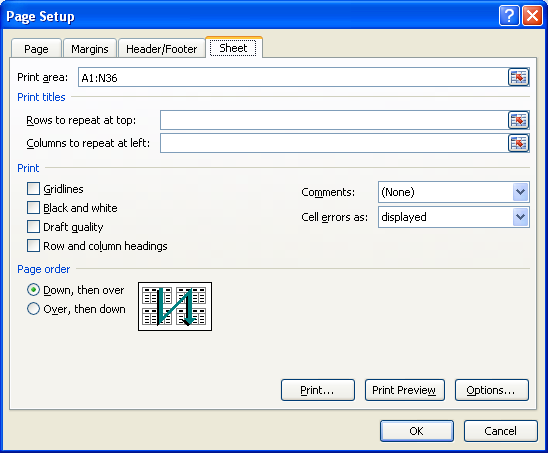 Page Setup
Page Margins Header/Footer Sheet
Print area: A1:N36
Print titles
Rows to repeat at top:
Columns to repeat at left:
Print
Gridlines Comments: (None)
Black and white Cell errors as: displayed
Draft quality
Row and column headings
Page order
Down, then over
Over, then down
Print... Print Preview Options...
OK Cancel